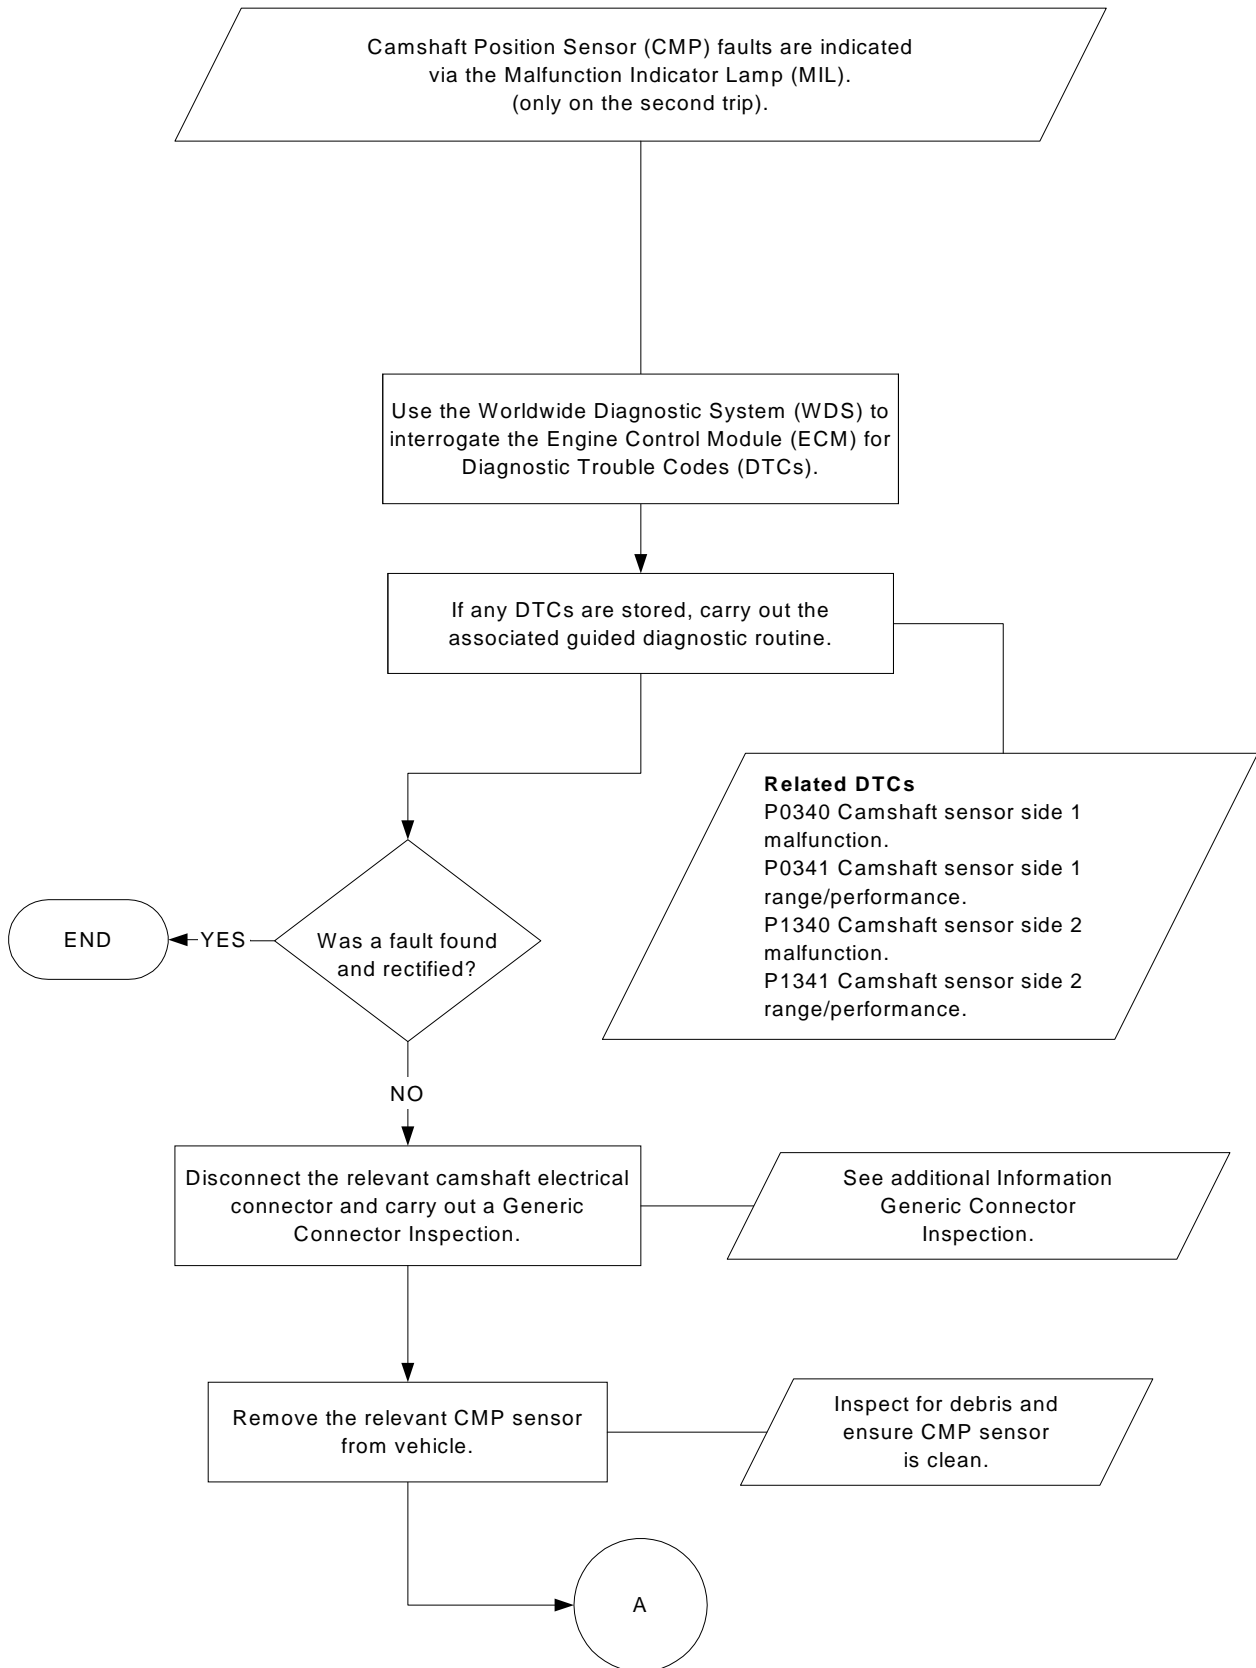 Camshaft Position Sensor (CMP) faults are indicated
via the Malfunction Indicator Lamp (MIL).
(only on the second trip).
Use the Worldwide Diagnostic System (WDS) to
interrogate the Engine Control Module (ECM) for
Diagnostic Trouble Codes (DTCs).
If any DTCs are stored, carry out the
associated guided diagnostic routine.
Related DTCs
P0340 Camshaft sensor side 1
malfunction.
P0341 Camshaft sensor side 1
range/performance.
P1340 Camshaft sensor side 2
malfunction.
P1341 Camshaft sensor side 2
range/performance.
Was a fault found
and rectified?
YES
END
NO
Disconnect the relevant camshaft electrical
connector and carry out a Generic
Connector Inspection.
See additional Information
Generic Connector
Inspection.
Remove the relevant CMP sensor
from vehicle.
Inspect for debris and
ensure CMP sensor
is clean.
A